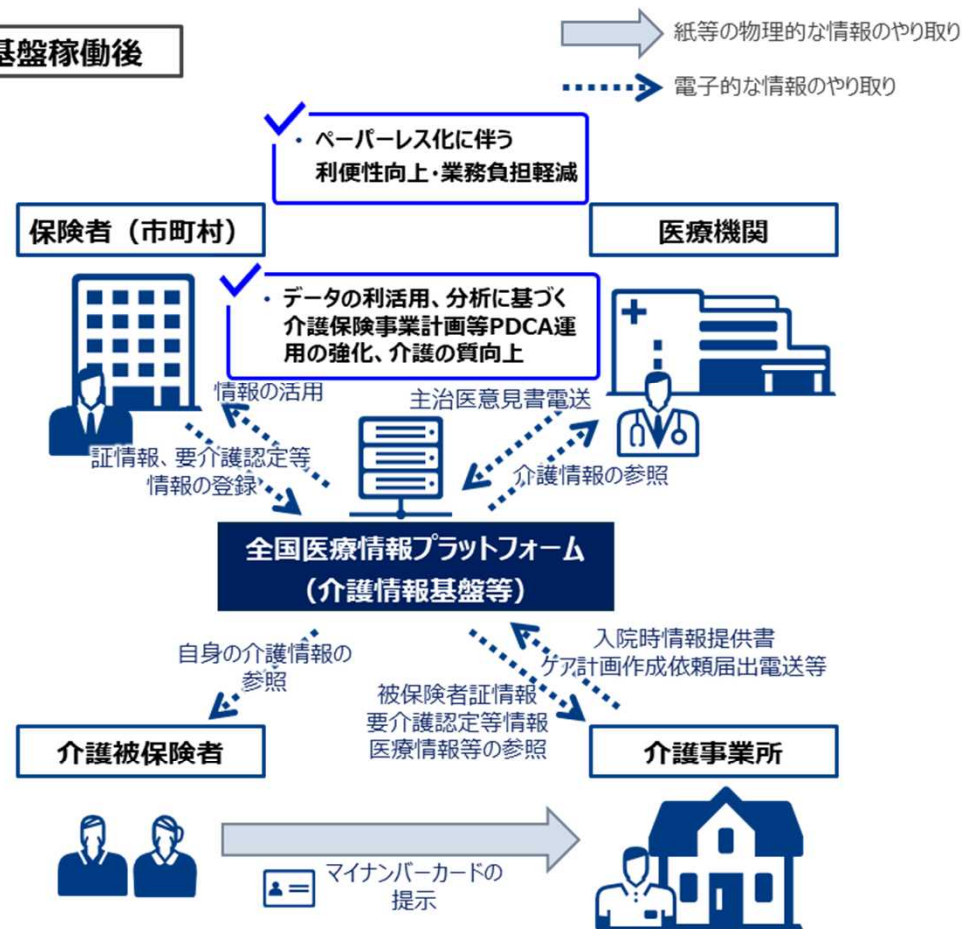 紙等の物理的な情報のやり取り
基盤稼働後
電子的な情報のやり取り
・ ペーパーレス化に伴う
利便性向上・業務負担軽減
保険者（市町村）
医療機関
・ データの利活用、分析に基づく
介護保険事業計画等PDCA運
用の強化、介護の質向上
情報の活用
主治医意見書電送
証情報、要介護認定等
情報の登録
介護情報の参照
全国医療情報プラットフォーム
（介護情報基盤等）
自身の介護情報の
参照
入院時情報提供書
ケア計画作成依頼届出電送等
被保険者証情報
要介護認定等情報
医療情報等の参照
介護被保険者
介護事業所
マイナンバーカードの
提示